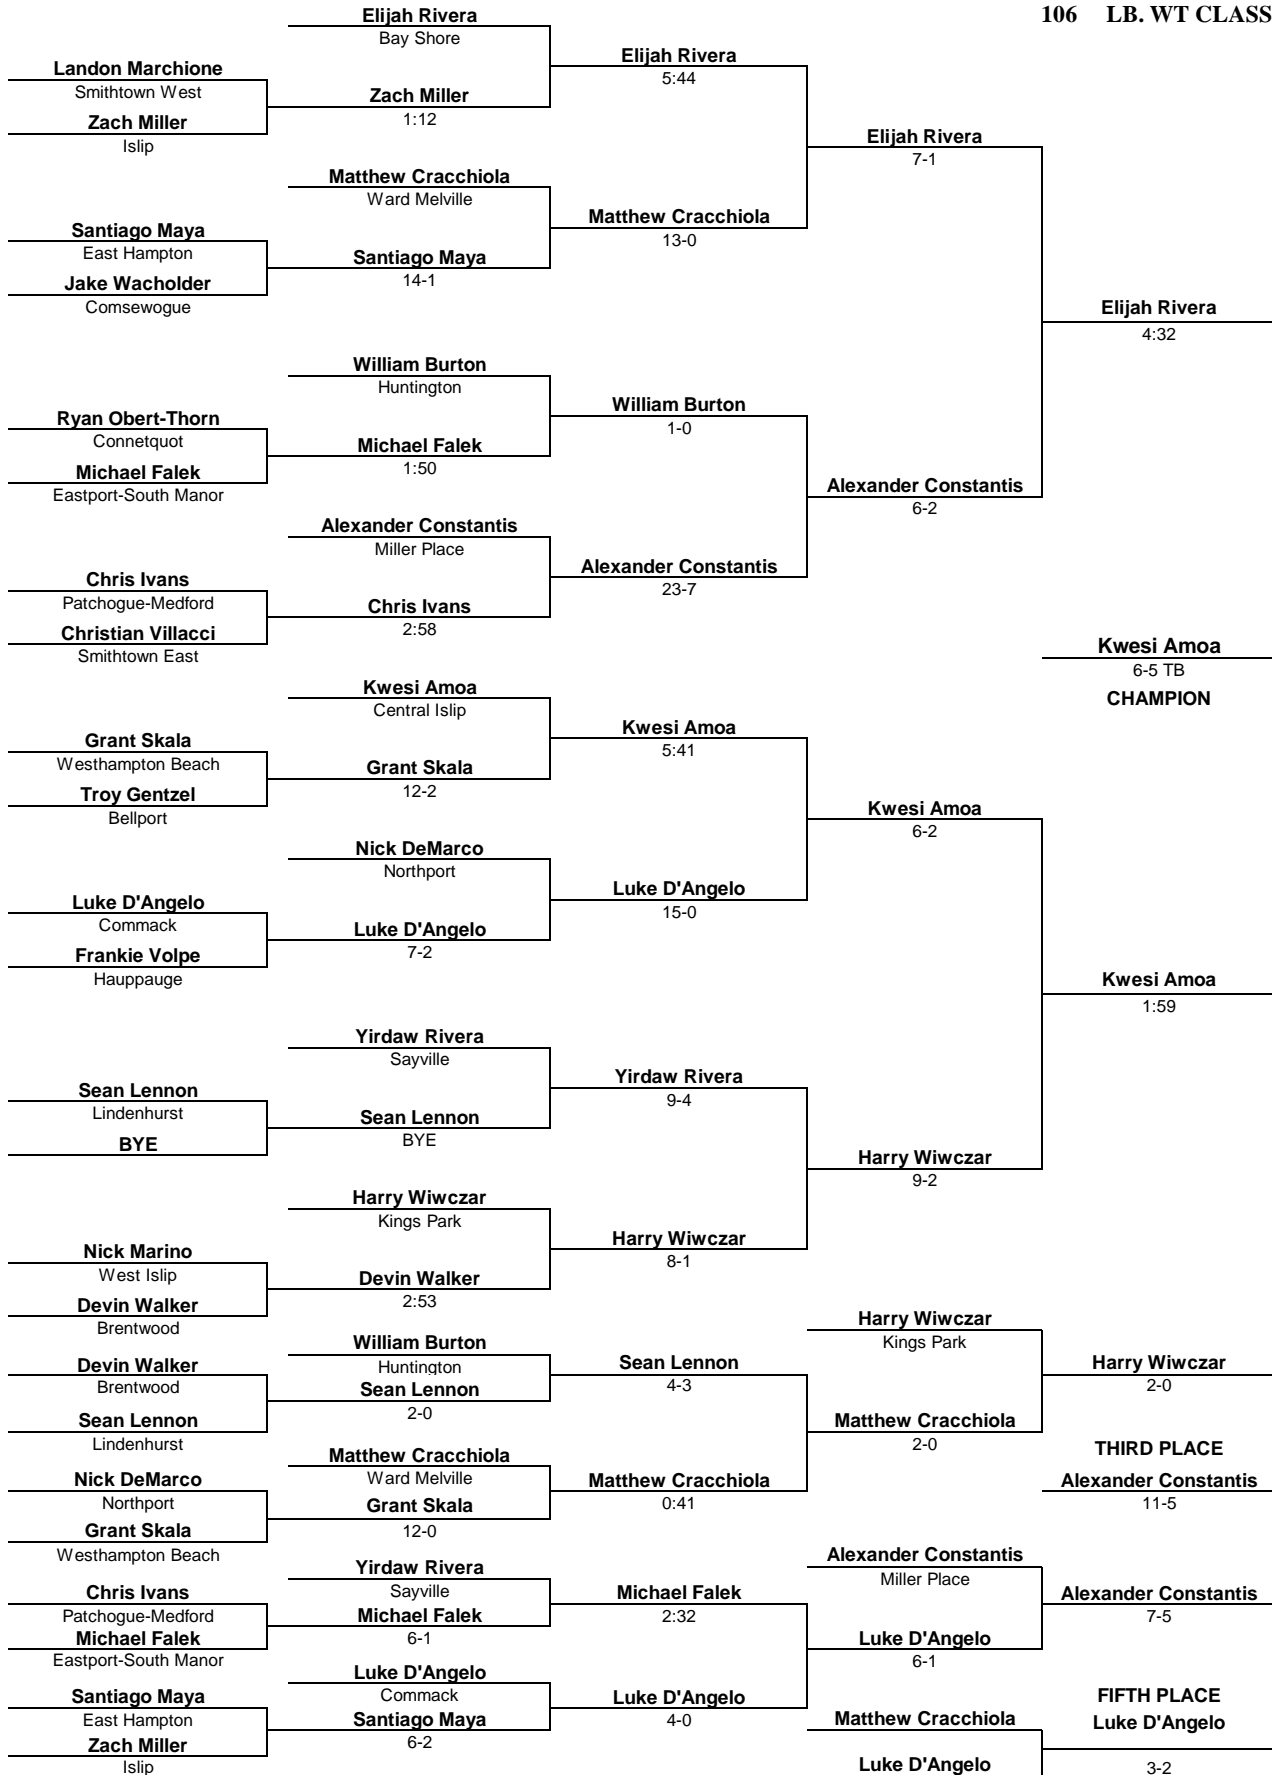 106 LB. WT CLASS
Elijah Rivera
Bay Shore
Landon Marchione
Smithtown West
Zach Miller
Islip
Zach Miller
1:12
Elijah Rivera
5:44
Matthew Cracchiola
Ward Melville
Santiago Maya
East Hampton
Jake Wacholder
Comsewogue
Santiago Maya
14-1
Matthew Cracchiola
13-0
Elijah Rivera
7-1
William Burton
Huntington
Ryan Obert-Thorn
Connetquot
Michael Falek
Eastport-South Manor
Michael Falek
1:50
William Burton
1-0
Alexander Constantis
Miller Place
Chris Ivans
Patchogue-Medford
Christian Villacci
Smithtown East
Chris Ivans
2:58
Alexander Constantis
23-7
Alexander Constantis
6-2
Elijah Rivera
4:32
Kwesi Amoa
6-5 TB
CHAMPION
Kwesi Amoa
Central Islip
Grant Skala
Westhampton Beach
Troy Gentzel
Bellport
Grant Skala
12-2
Kwesi Amoa
5:41
Nick DeMarco
Northport
Luke D'Angelo
Commack
Frankie Volpe
Hauppauge
Luke D'Angelo
7-2
Luke D'Angelo
15-0
Kwesi Amoa
6-2
Yirdaw Rivera
Sayville
Sean Lennon
Lindenhurst
BYE
Sean Lennon
BYE
Yirdaw Rivera
9-4
Harry Wiwczar
Kings Park
Nick Marino
West Islip
Devin Walker
Brentwood
Devin Walker
2:53
Harry Wiwczar
8-1
Harry Wiwczar
9-2
Kwesi Amoa
1:59
Devin Walker
Brentwood
Sean Lennon
Lindenhurst
William Burton
Huntington
Sean Lennon
2-0
Sean Lennon
4-3
Nick DeMarco
Northport
Grant Skala
Westhampton Beach
Matthew Cracchiola
Ward Melville
Grant Skala
12-0
Matthew Cracchiola
0:41
Harry Wiwczar
Kings Park
Matthew Cracchiola
2-0
Harry Wiwczar
2-0
THIRD PLACE
Alexander Constantis
11-5
Chris Ivans
Patchogue-Medford
Michael Falek
Eastport-South Manor
Yirdaw Rivera
Sayville
Michael Falek
6-1
Michael Falek
2:32
Santiago Maya
East Hampton
Zach Miller
Islip
Luke D'Angelo
Commack
Santiago Maya
6-2
Luke D'Angelo
4-0
Alexander Constantis
Miller Place
Luke D'Angelo
6-1
Alexander Constantis
7-5
FIFTH PLACE
Matthew Cracchiola
Luke D'Angelo
Luke D'Angelo
3-2